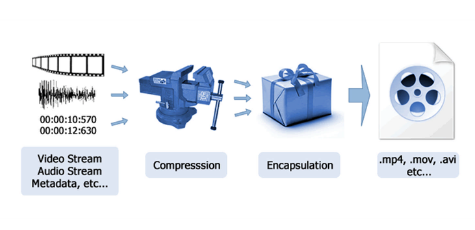 00:00:10:570
00:00:12:630
Video Stream
Audio Stream
Metadata, etc...
Compresssion
Encapsulation
.mp4, .mov, .avi
etc...